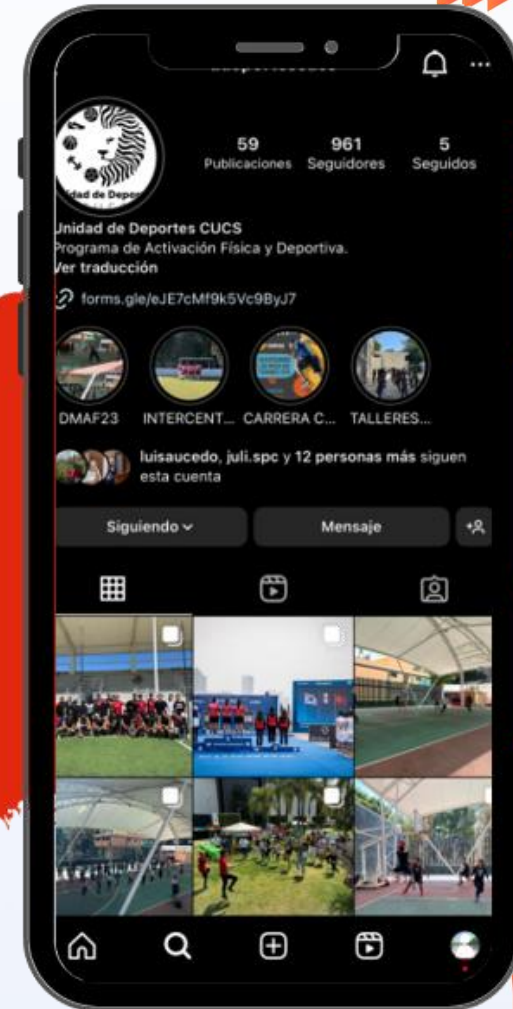 59 961 5
Publicaciones Seguidores Seguidos
Unidad de Deportes CUCS
Programa de Activación Física y Deportiva.
Ver traducción
forms.gle/eJE7cMf9k5Vc9ByJ7
DMAF23 INTERCENT... CARRERA C... TALLERES...
luisaucedo, juli.spc y 12 personas más siguen
esta cuenta
Siguiendo Mensaje